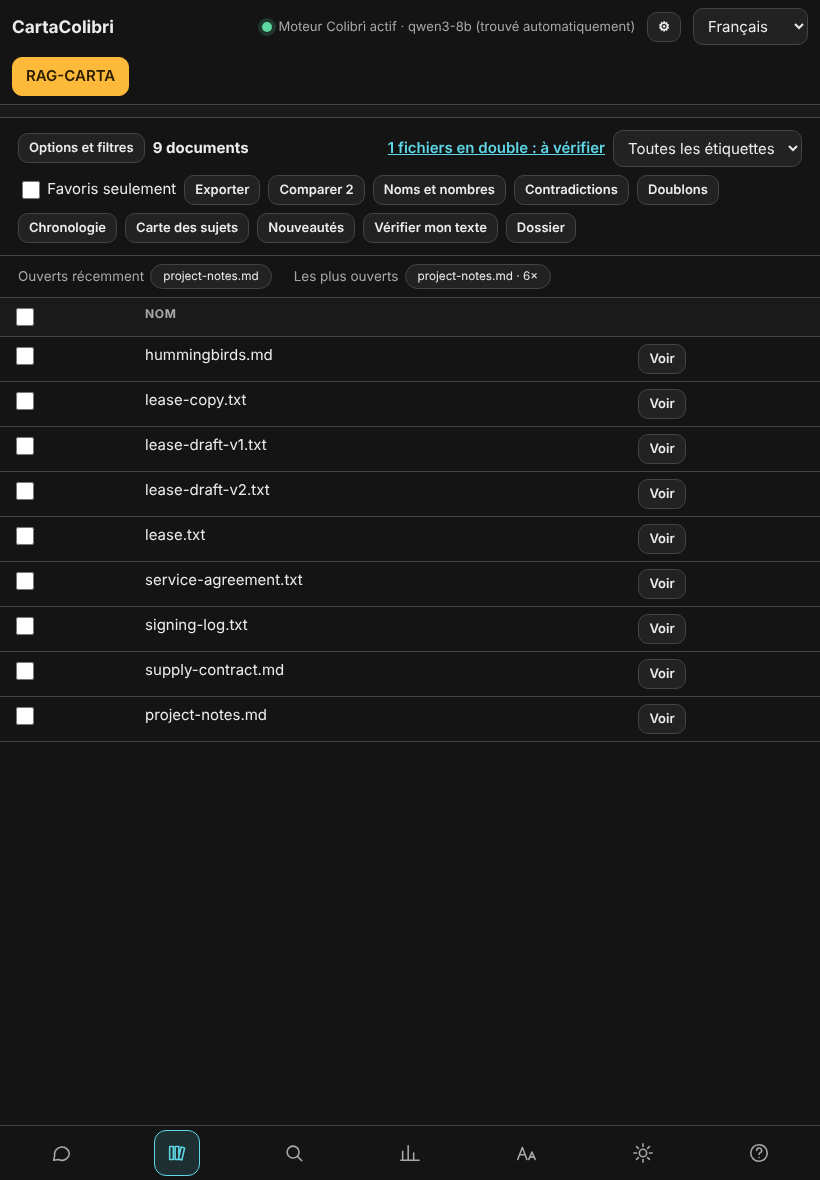 CartaColibri
Moteur Colibrì actif · qwen3-8b (trouvé automatiquement)
Français
RAG-CARTA
Options et filtres
9 documents
1 fichiers en double : à vérifier
Toutes les étiquettes
Favoris seulement
Exporter
Comparer 2
Noms et nombres
Contradictions
Doublons
Chronologie
Carte des sujets
Nouveautés
Vérifier mon texte
Dossier
Ouverts récemment
project-notes.md
Les plus ouverts
project-notes.md · 6×
NOM
hummingbirds.md
Voir
lease-copy.txt
Voir
lease-draft-v1.txt
Voir
lease-draft-v2.txt
Voir
lease.txt
Voir
service-agreement.txt
Voir
signing-log.txt
Voir
supply-contract.md
Voir
project-notes.md
Voir